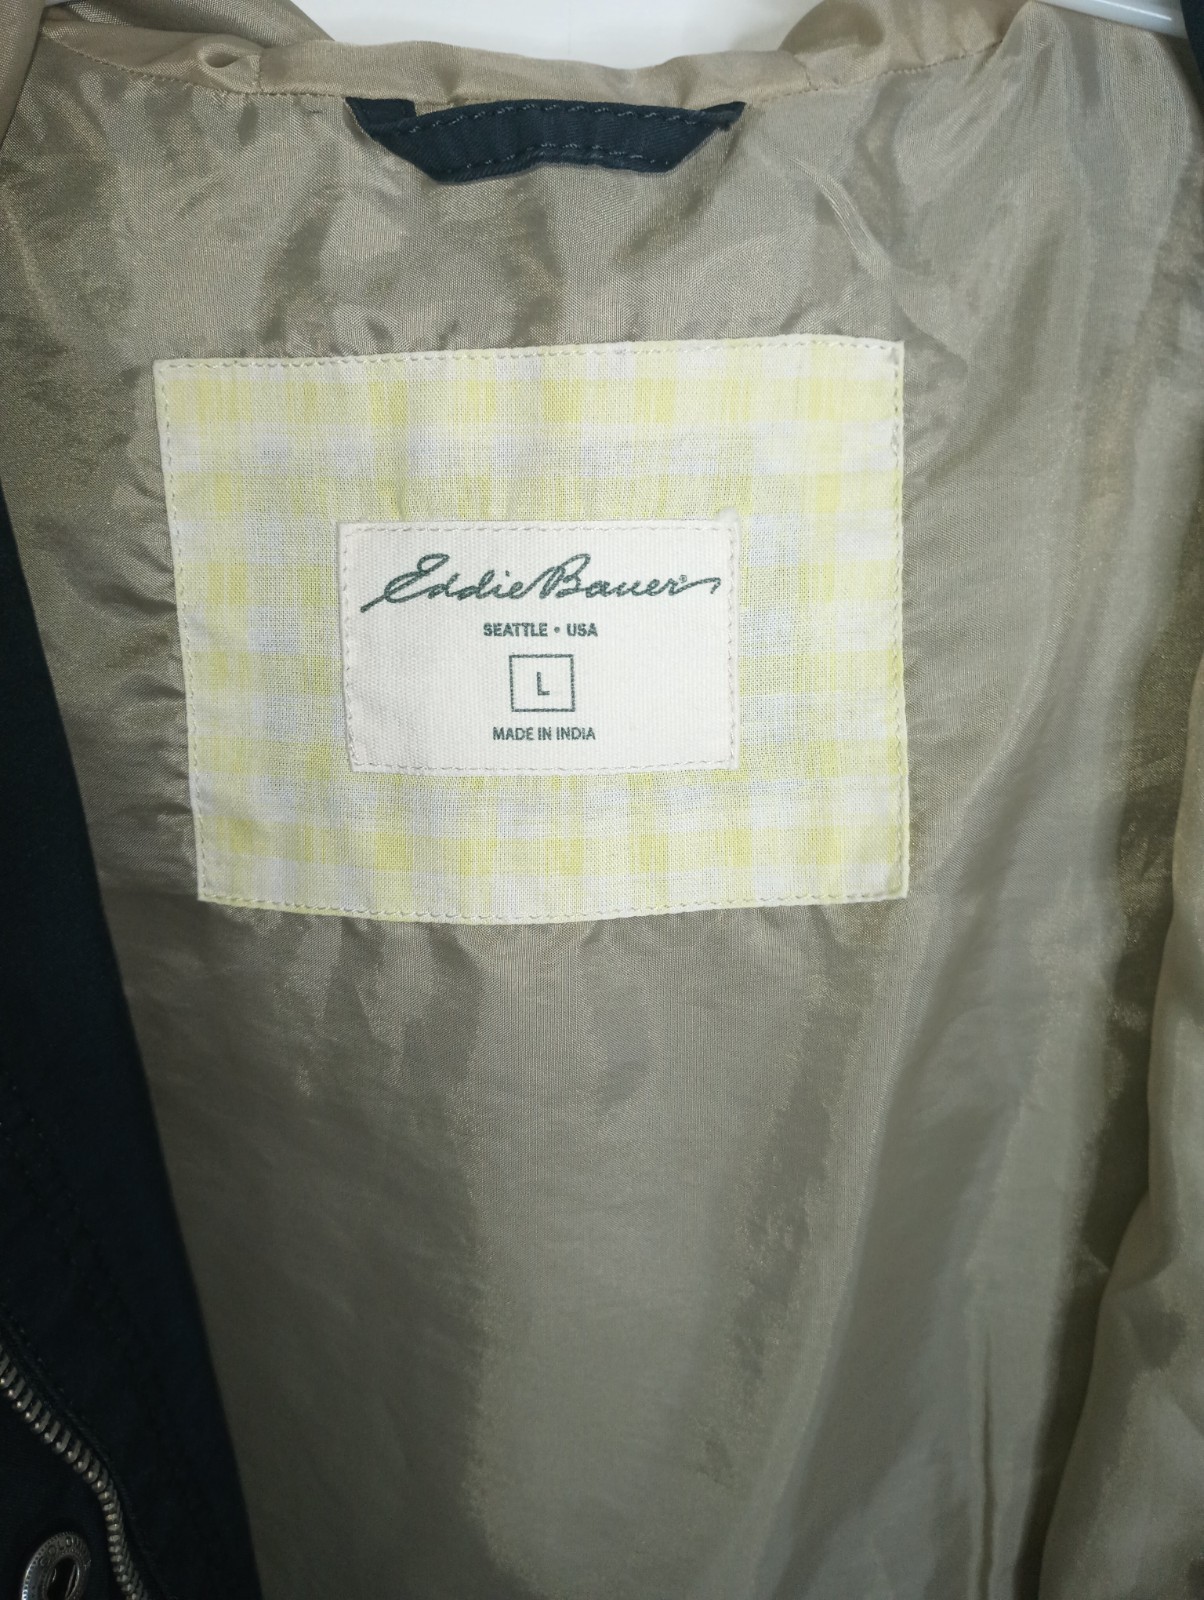 Eddie Bauer®
SEATTLE • USA
L
MADE IN INDIA